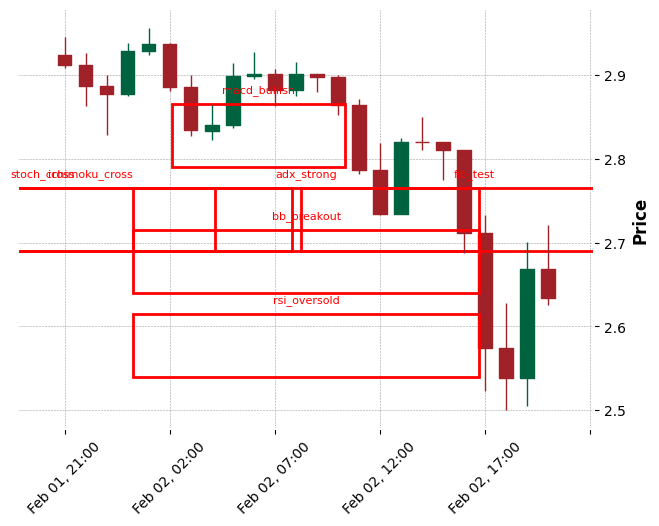 macd_bullish
stoch_cross
ichimoku_cross
adx_strong
fib_test
bb_breakout
rsi_oversold
2.9
2.8
2.7
2.6
2.5
Price
Feb 01, 21:00
Feb 02, 02:00
Feb 02, 07:00
Feb 02, 12:00
Feb 02, 17:00